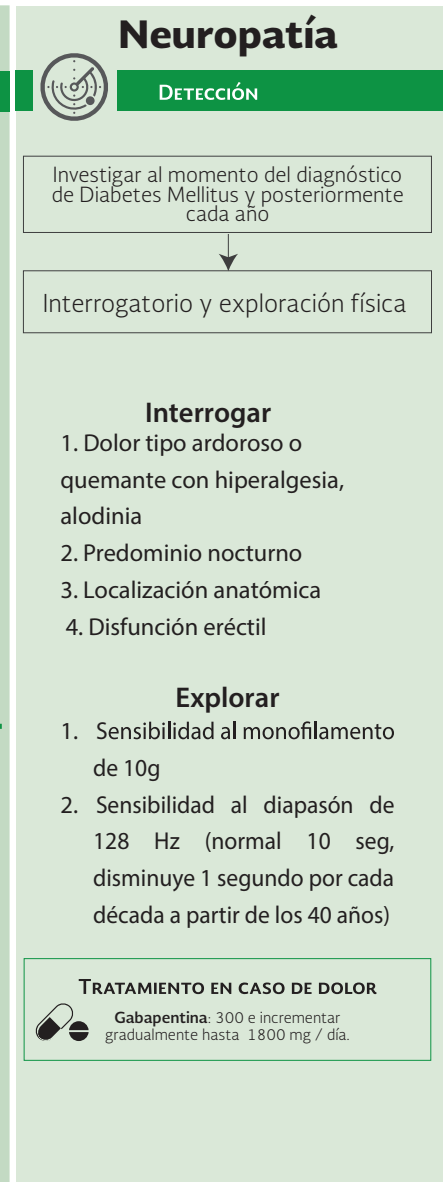 Neuropatía
DETECCIÓN
Investigar al momento del diagnóstico
de Diabetes Mellitus y posteriormente
cada año
Interrogatorio y exploración física
Interrogar
1. Dolor tipo ardoroso o
quemante con hiperalgesia,
alodinia
2. Predominio nocturno
3. Localización anatómica
4. Disfunción eréctil
Explorar
1. Sensibilidad al monofilamento
de 10g
2. Sensibilidad al diapasón de
128 Hz (normal 10 seg,
disminuye 1 segundo por cada
década a partir de los 40 años)
TRATAMIENTO EN CASO DE DOLOR
Gabapentina: 300 e incrementar
gradualmente hasta 1800 mg / día.